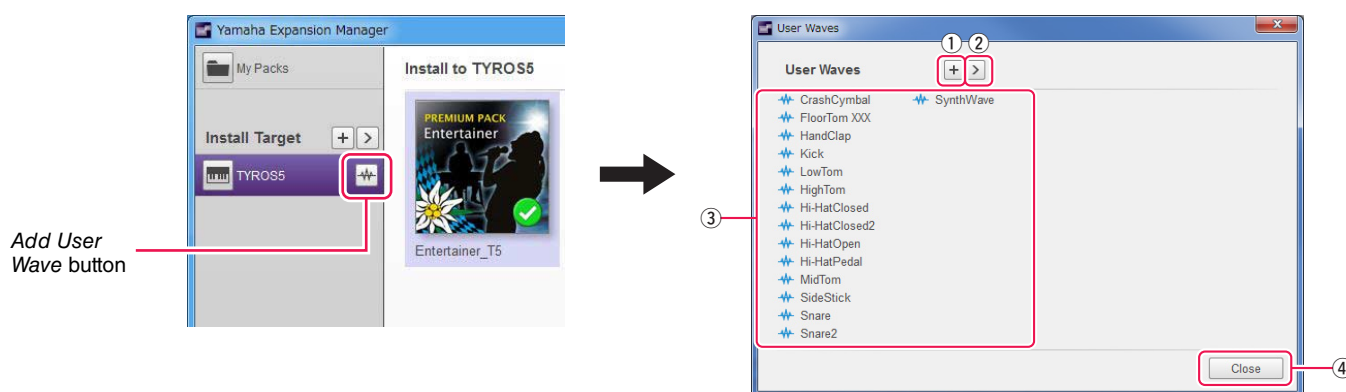 Yamaha Expansion Manager
My Packs
Install to TYROS5
PREMIUM PACK
Entertainer
Install Target + >
TYROS5
Entertainer_T5
Add User
Wave button
User Waves
x
① ②
User Waves + >
CrashCymbal SynthWave
FloorTom XXX
HandClap
Kick
LowTom
HighTom
Hi-HatClosed
③
Hi-HatClosed2
Hi-HatOpen
Hi-HatPedal
MidTom
SideStick
Snare
Snare2
Close ④